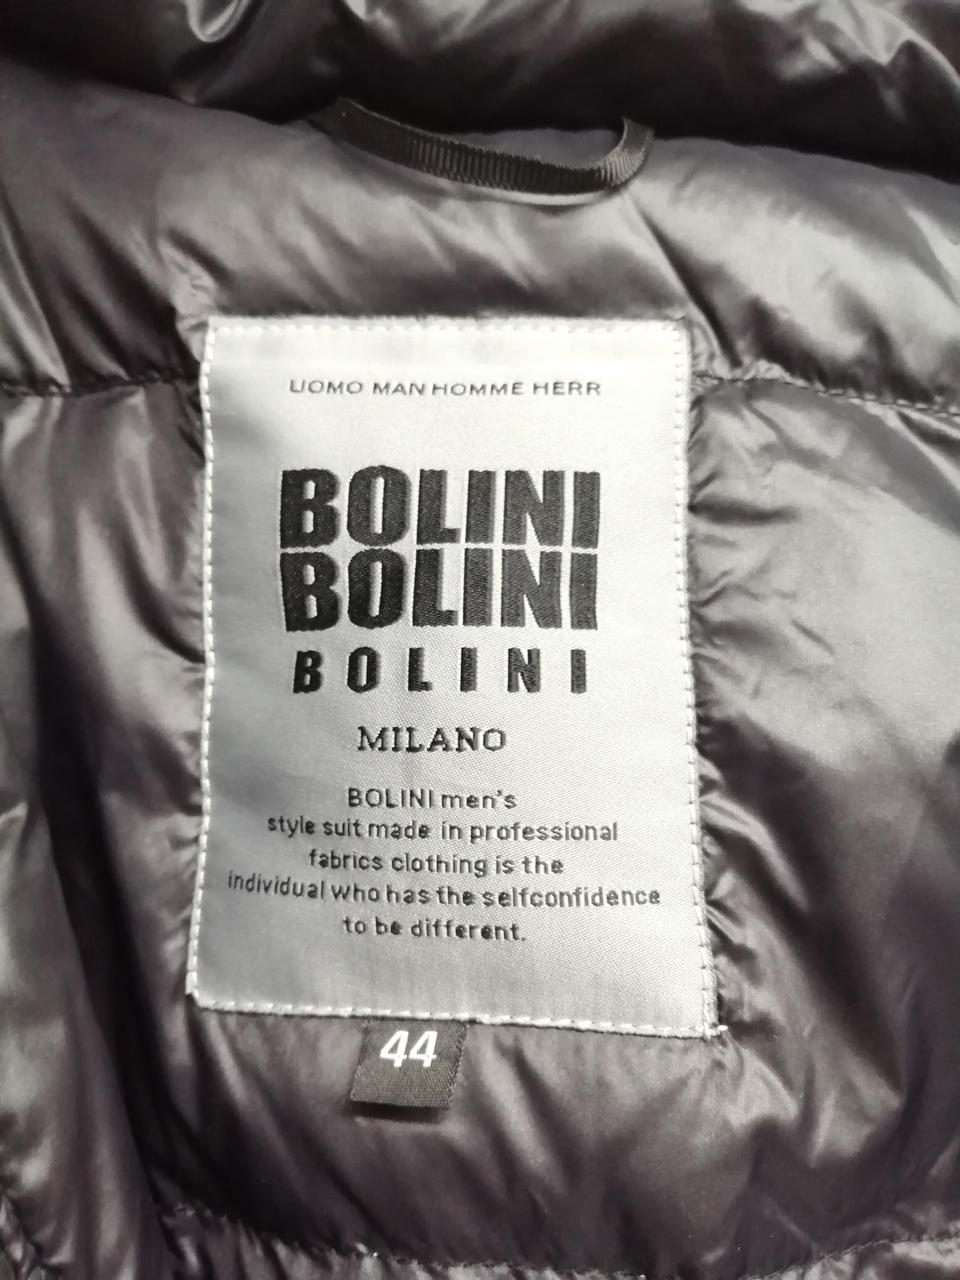 UOMO MAN HOMME HERR
BOLINI
BOLINI
BOLINI
MILANO
BOLINI men's
style suit made in professional
fabrics clothing is the
individual who has the selfconfidence
to be different.
44